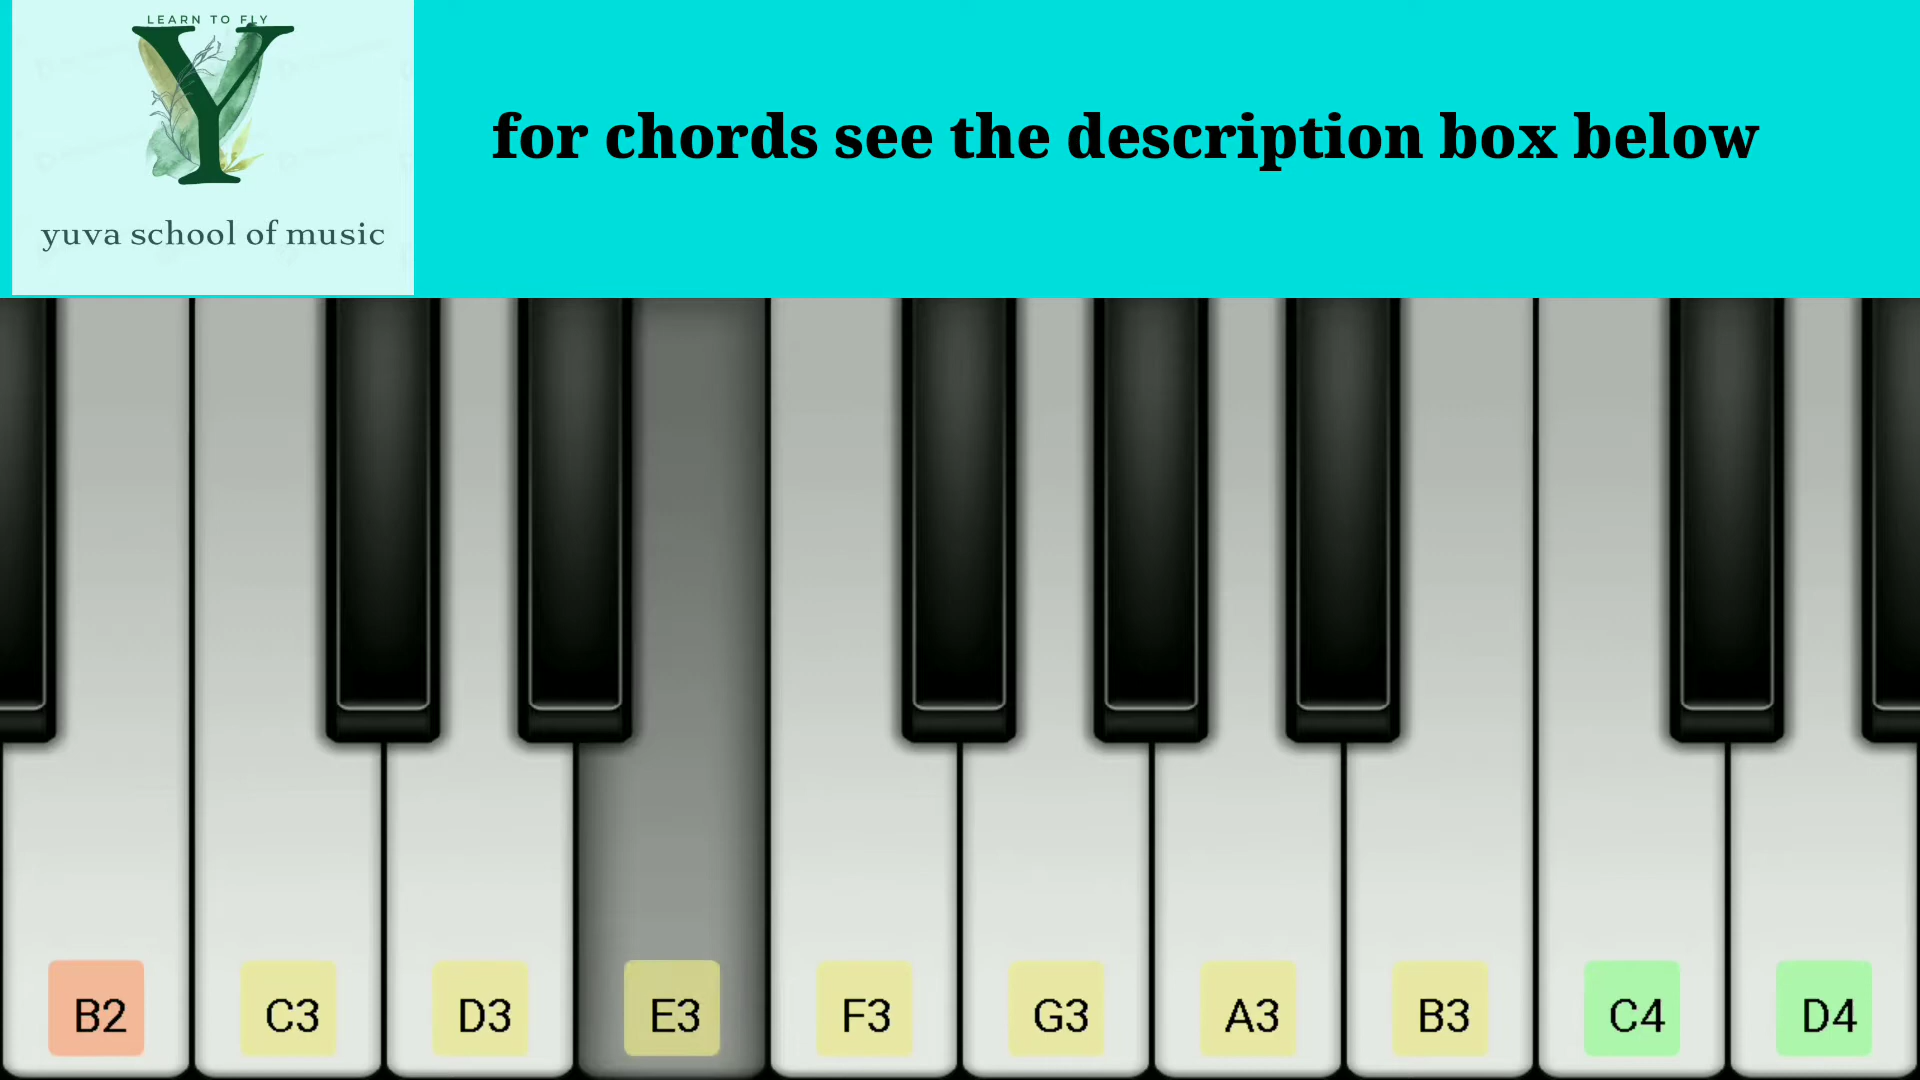 LEARN TO FLY
Y
yuva school of music
for chords see the description box below
B2 C3 D3 E3 F3 G3 A3 B3 C4 D4